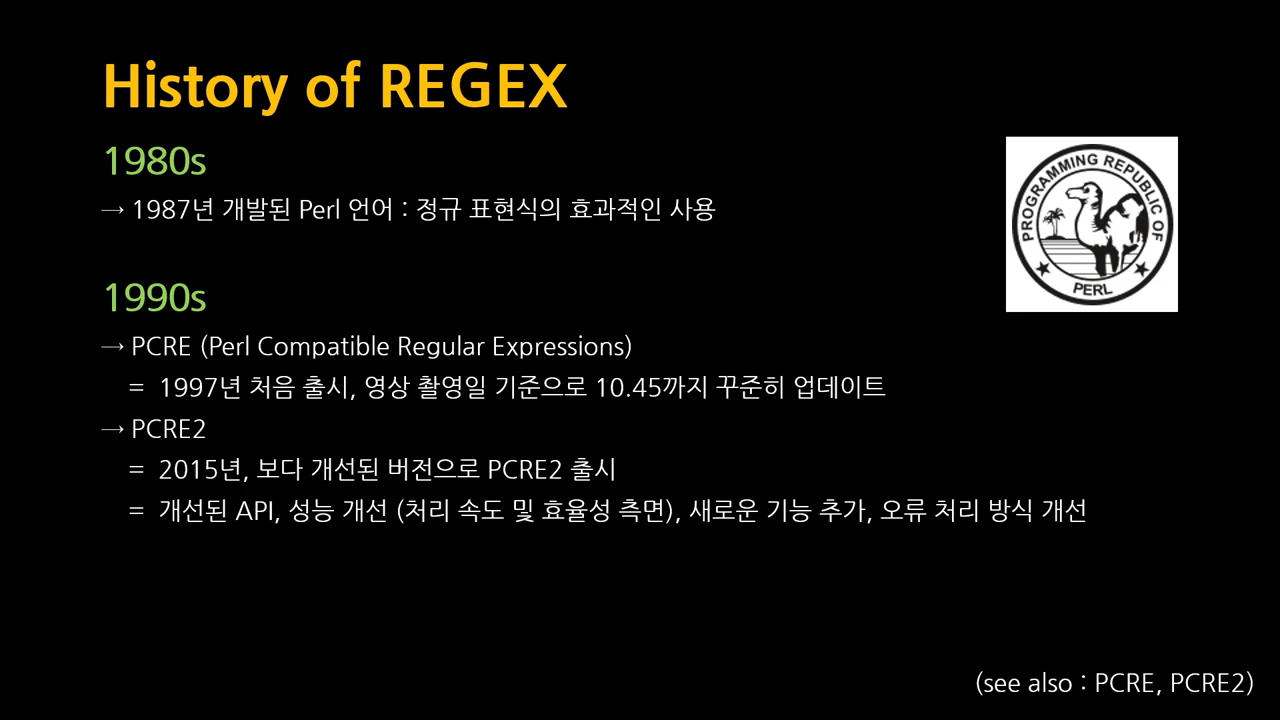 History of REGEX
1980s
→ 1987년 개발된 Perl 언어 : 정규 표현식의 효과적인 사용
PROGRAMMING REPUBLIC OF
PERL
1990s
→ PCRE (Perl Compatible Regular Expressions)
= 1997년 처음 출시, 영상 촬영일 기준으로 10.45까지 꾸준히 업데이트
→ PCRE2
= 2015년, 보다 개선된 버전으로 PCRE2 출시
= 개선된 API, 성능 개선 (처리 속도 및 효율성 측면), 새로운 기능 추가, 오류 처리 방식 개선
(see also : PCRE, PCRE2)